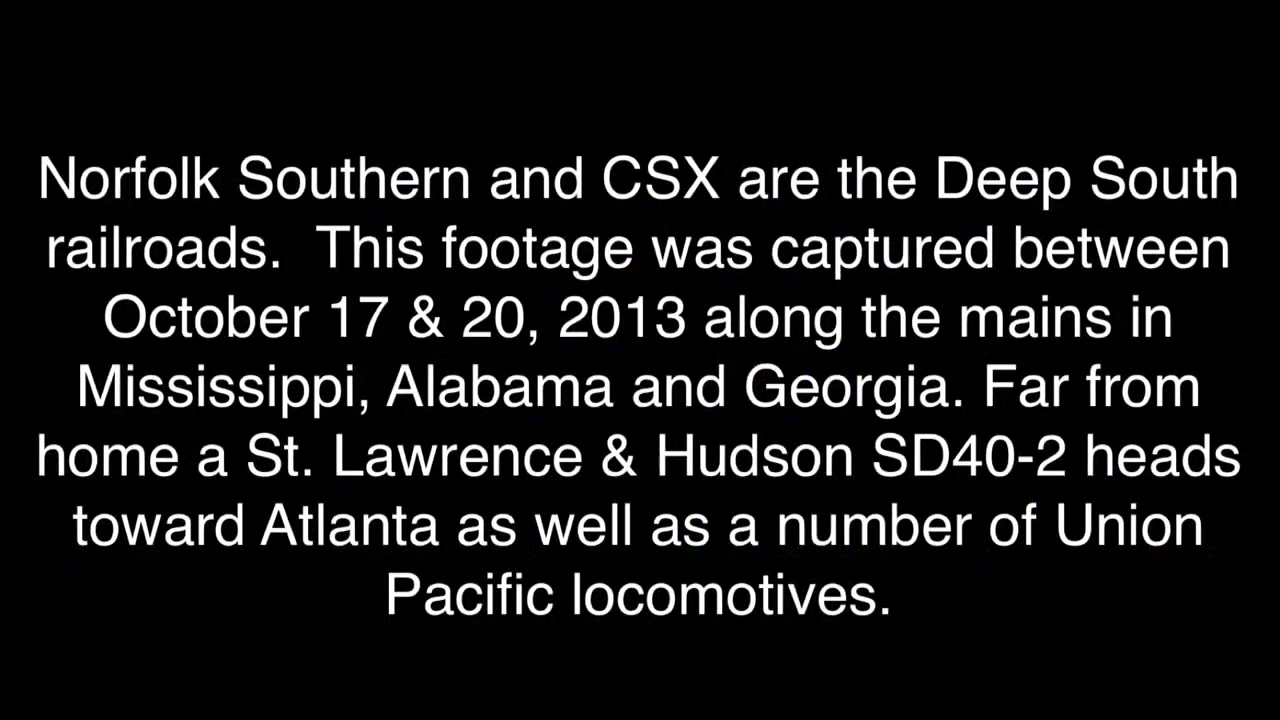 Norfolk Southern and CSX are the Deep South
railroads.  This footage was captured between
October 17 & 20, 2013 along the mains in
Mississippi, Alabama and Georgia. Far from
home a St. Lawrence & Hudson SD40-2 heads
toward Atlanta as well as a number of Union
Pacific locomotives.